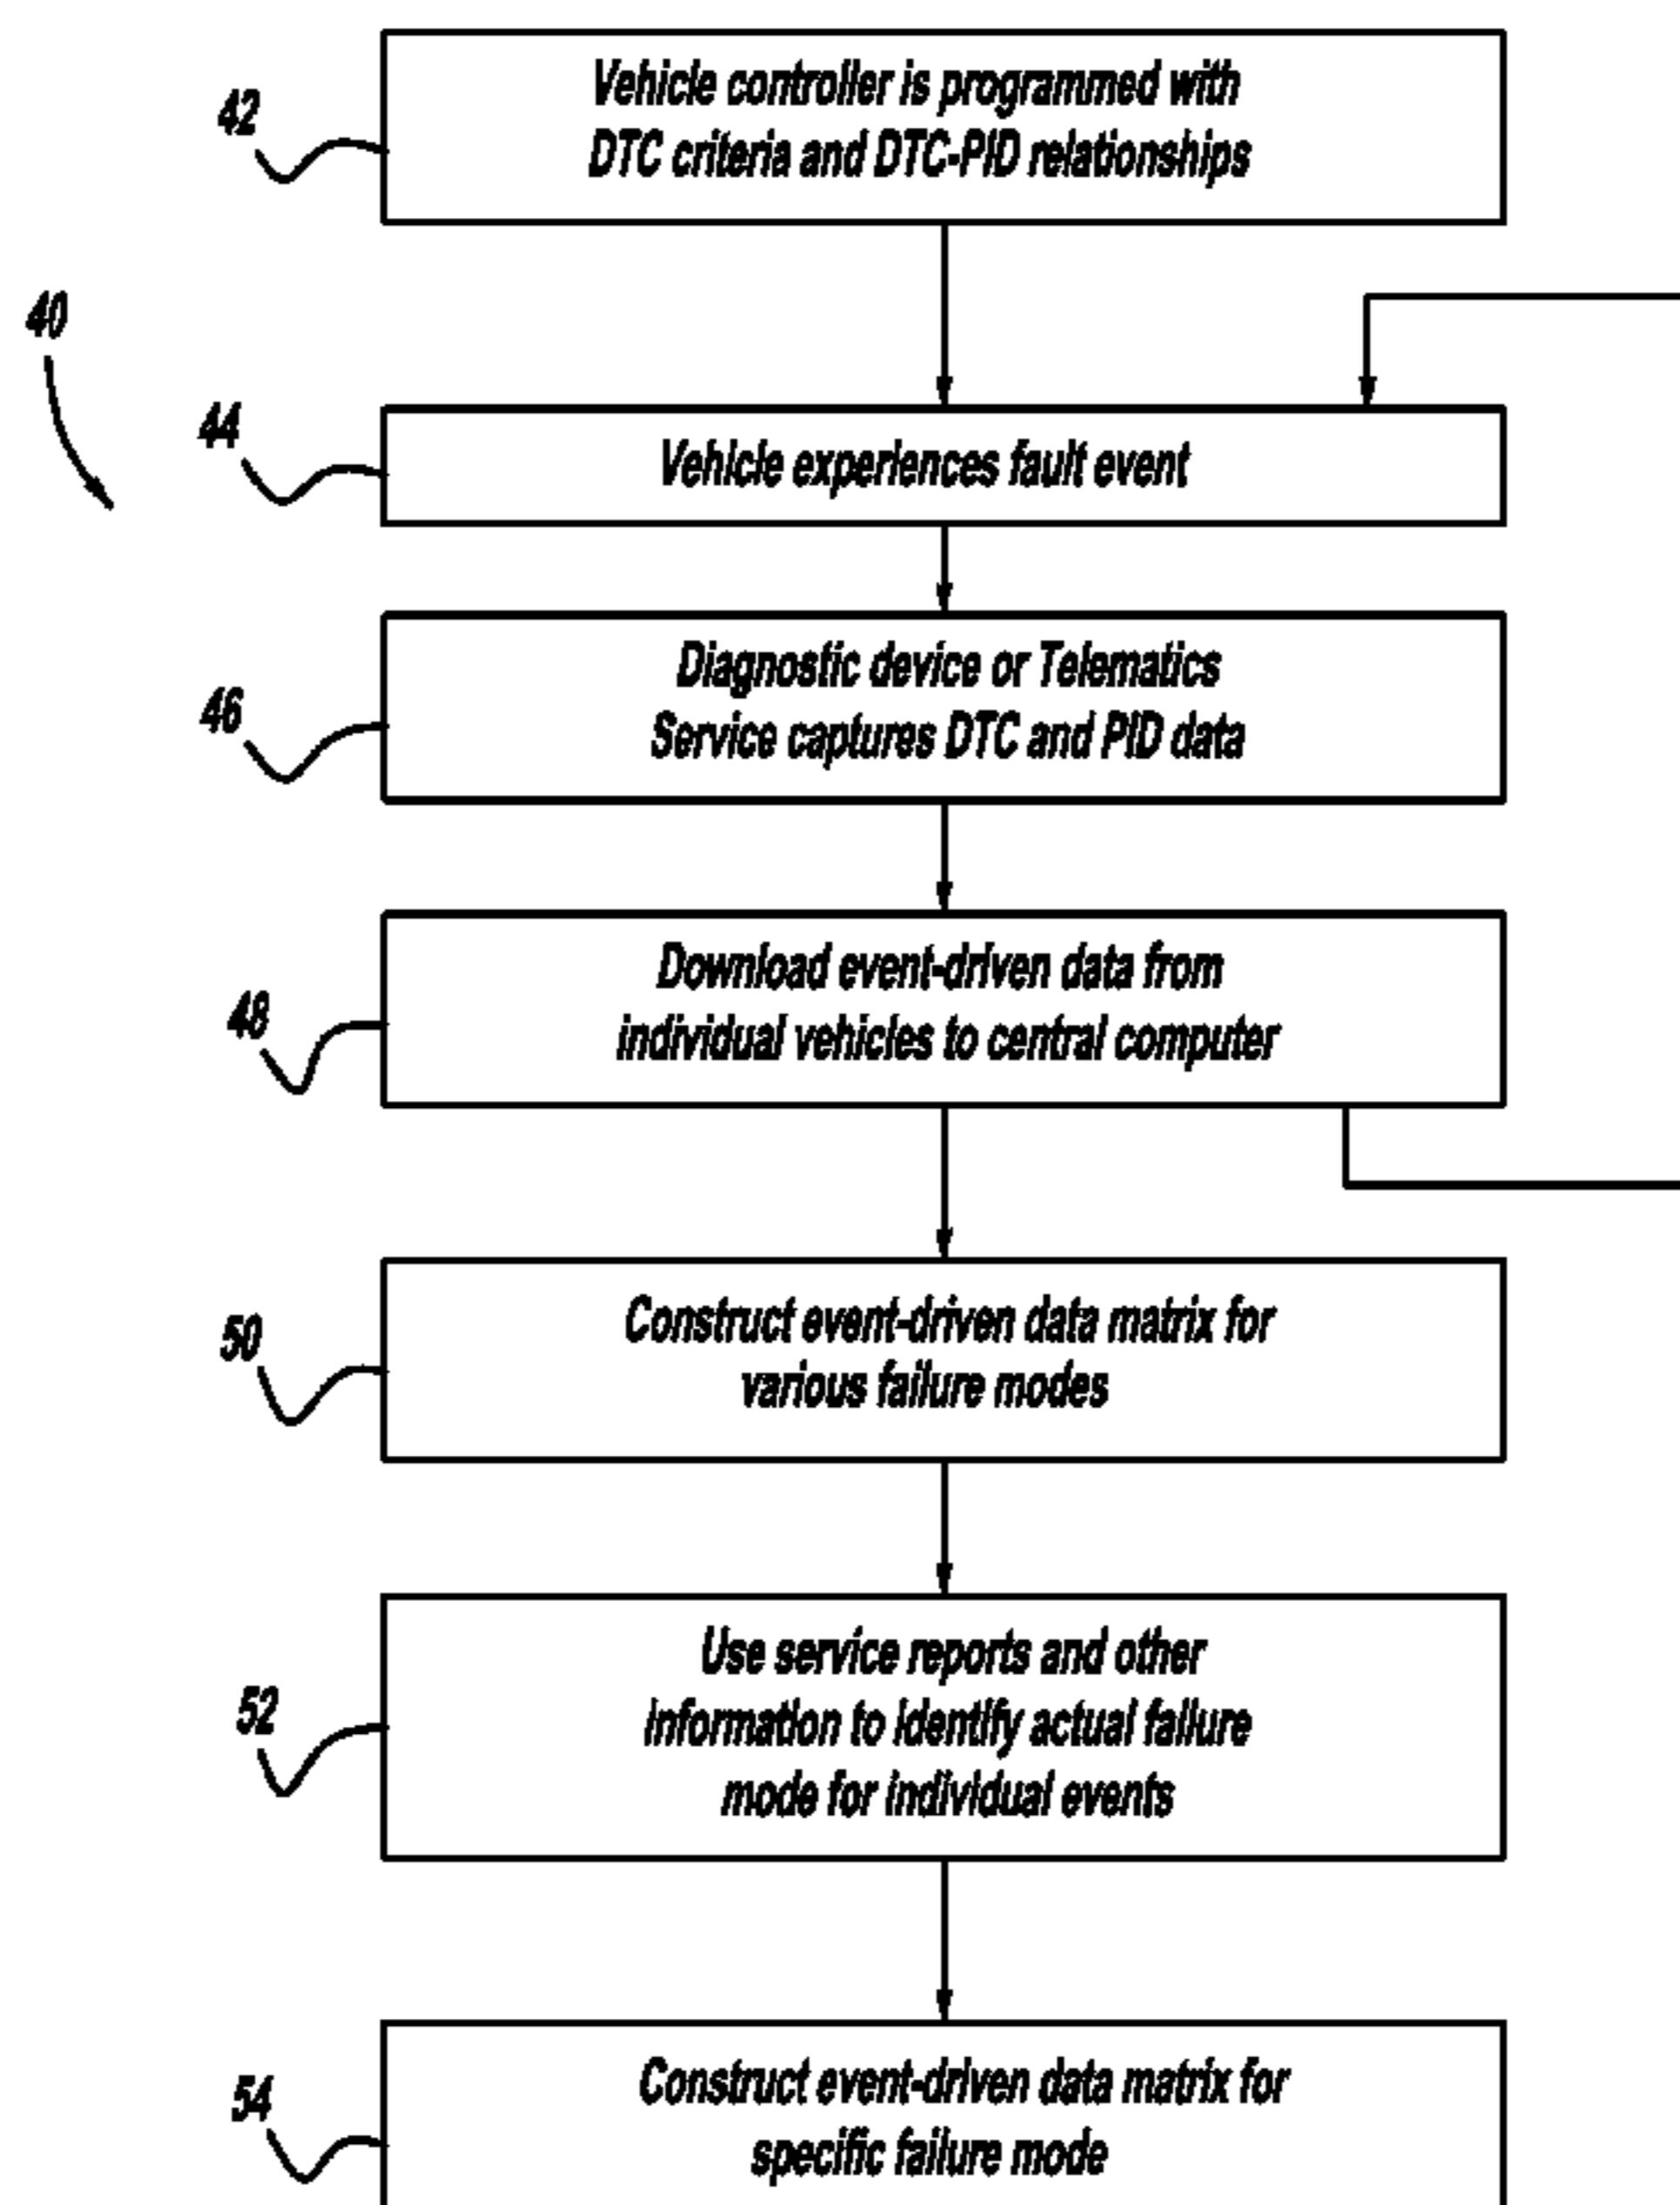 42
Vehicle controller is programmed with
DTC criteria and DTC-PID relationships
40
44
Vehicle experiences fault event
46
Diagnostic device or Telematics
Service captures DTC and PID data
48
Download event-driven data from
individual vehicles to central computer
50
Construct event-driven data matrix for
various failure modes
52
Use service reports and other
information to identify actual failure
mode for individual events
54
Construct event-driven data matrix for
specific failure mode